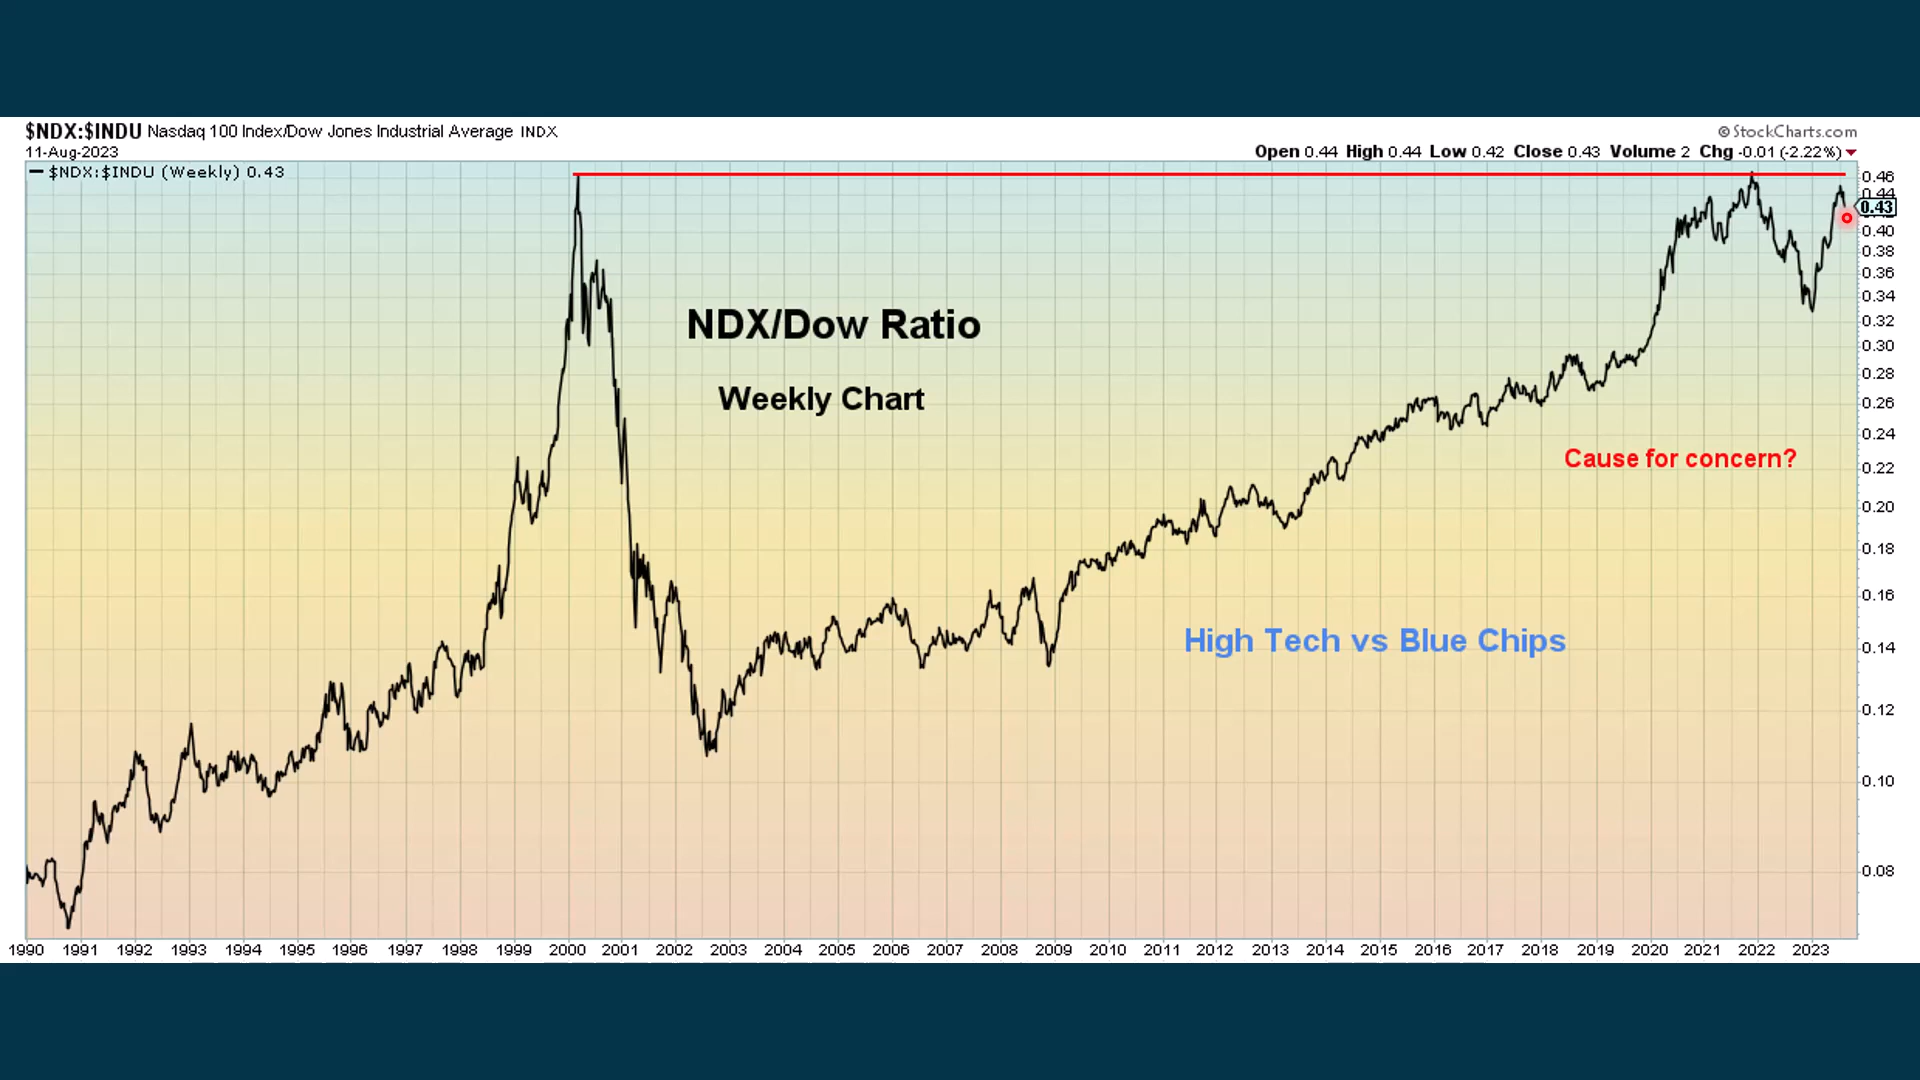 $NDX:$INDU Nasdaq 100 Index/Dow Jones Industrial Average INDX
©StockCharts.com
11-Aug-2023
Open 0.44 High 0.44 Low 0.42 Close 0.43 Volume 2 Chg -0.01 (-2.22%)
$NDX:$INDU (Weekly) 0.43
0.46
0.44
0.43
0.40
0.38
0.36
0.34
0.32
0.30
0.28
0.26
0.24
0.22
0.20
0.18
0.16
0.14
0.12
0.10
0.08
NDX/Dow Ratio
Weekly Chart
Cause for concern?
High Tech vs Blue Chips
1990 1991 1992 1993 1994 1995 1996 1997 1998 1999 2000 2001 2002 2003 2004 2005 2006 2007 2008 2009 2010 2011 2012 2013 2014 2015 2016 2017 2018 2019 2020 2021 2022 2023